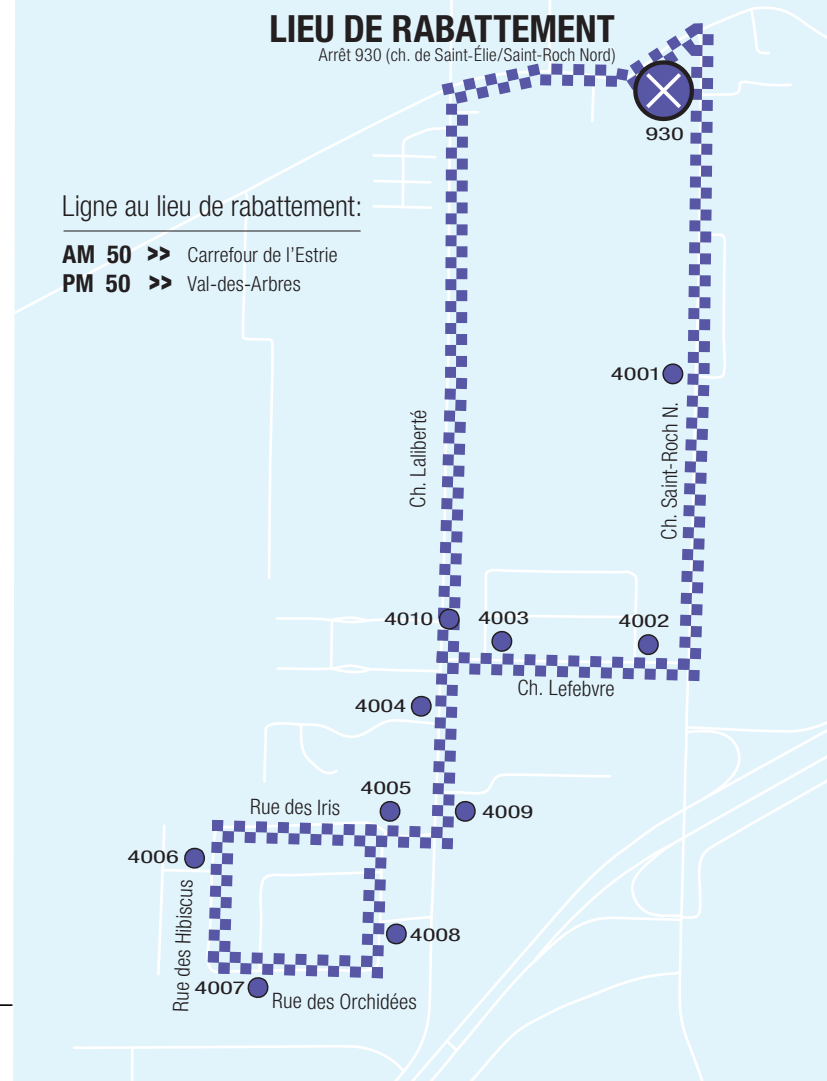 LIEU DE RABATTEMENT
Arrêt 930 (ch. de Saint-Élie/Saint-Roch Nord)
930
Ligne au lieu de rabattement:
AM 50 >> Carrefour de l'Estrie
PM 50 >> Val-des-Arbres
4001
Ch. Laliberté
Ch. Saint-Roch N.
4010
4003
4002
Ch. Lefebvre
4004
4005
Rue des Iris
4009
4006
Rue des Hibiscus
4008
4007
Rue des Orchidées